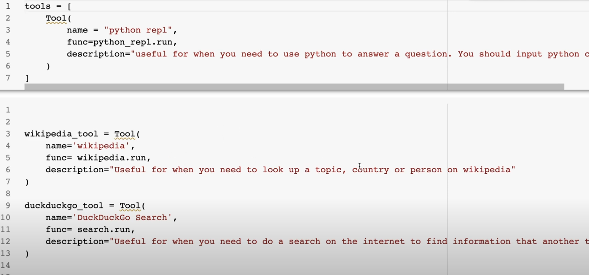 1 tools = [
2 Tool(
3 name = "python repl",
4 func=python_repl.run,
5 description="useful for when you need to use python to answer a question. You should input python c
6 )
7 ]
1
2
3 wikipedia_tool = Tool(
4 name='wikipedia',
5 func= wikipedia.run,
6 description="Useful for when you need to look up a topic, country or person on wikipedia"
7 )
8
9 duckduckgo_tool = Tool(
10 name='DuckDuckGo Search',
11 func= search.run,
12 description="Useful for when you need to do a search on the internet to find information that another t
13 )
14